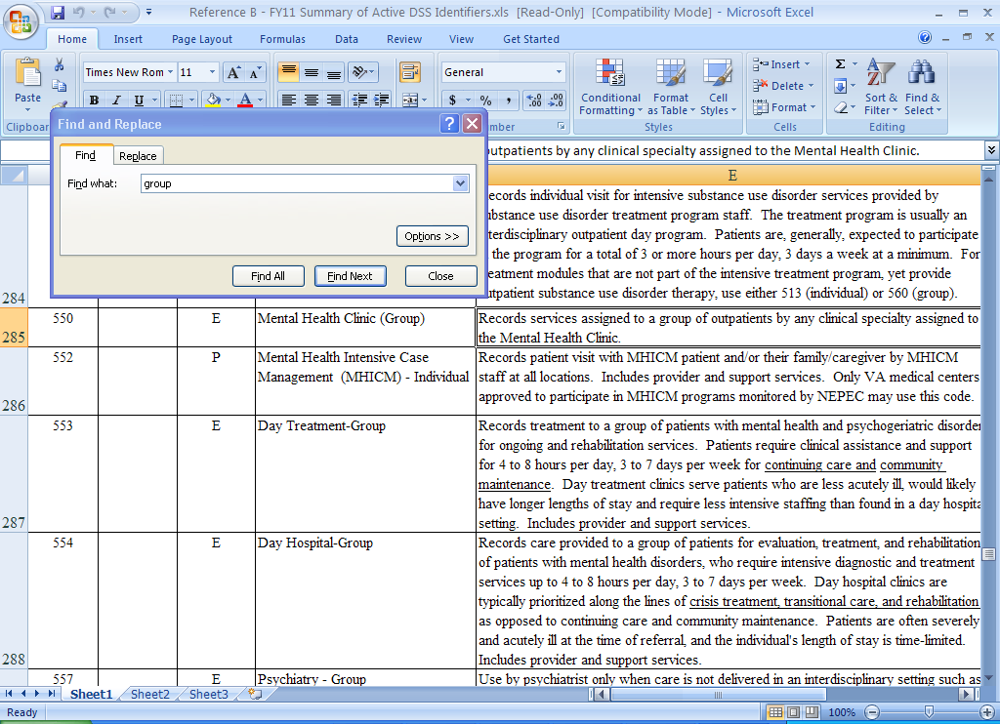 Reference B - FY11 Summary of Active DSS Identifiers.xls [Read-Only] [Compatibility Mode] - Microsoft Excel
Home Insert Page Layout Formulas Data Review View Get Started
Paste
Times New Rom 11
General
B I U
$ % ,
Conditional Formatting
Format as Table
Cell Styles
Insert
Delete
Format
Σ
Sort & Filter
Find & Select
Clipboar
mber
Styles
Cells
Editing
Find and Replace
Find Replace
Find what: group
Options >>
Find All Find Next Close
outpatients by any clinical specialty assigned to the Mental Health Clinic.
E
ecords individual visit for intensive substance use disorder services provided by
bstance use disorder treatment program staff. The treatment program is usually an
terdisciplinary outpatient day program. Patients are, generally, expected to participate
the program for a total of 3 or more hours per day, 3 days a week at a minimum. For
eatment modules that are not part of the intensive treatment program, yet provide
284 utpatient substance use disorder therapy, use either 513 (individual) or 560 (group).
550 E Mental Health Clinic (Group) Records services assigned to a group of outpatients by any clinical specialty assigned to
285 the Mental Health Clinic.
552 P Mental Health Intensive Case Records patient visit with MHICM patient and/or their family/caregiver by MHICM
Management (MHICM) - Individual staff at all locations. Includes provider and support services. Only VA medical centers
286 approved to participate in MHICM programs monitored by NEPEC may use this code.
553 E Day Treatment-Group Records treatment to a group of patients with mental health and psychogeriatric disorder
for ongoing and rehabilitation services. Patients require clinical assistance and support
for 4 to 8 hours per day, 3 to 7 days per week for continuing care and community
maintenance. Day treatment clinics serve patients who are less acutely ill, would likely
have longer lengths of stay and require less intensive staffing than found in a day hospita
287 setting. Includes provider and support services.
554 E Day Hospital-Group Records care provided to a group of patients for evaluation, treatment, and rehabilitation
of patients with mental health disorders, who require intensive diagnostic and treatment
services up to 4 to 8 hours per day, 3 to 7 days per week. Day hospital clinics are
typically prioritized along the lines of crisis treatment, transitional care, and rehabilitation
as opposed to continuing care and community maintenance. Patients are often severely
and acutely ill at the time of referral, and the individual's length of stay is time-limited.
288 Includes provider and support services.
557 E Psychiatry - Group Use by psychiatrist only when care is not delivered in an interdisciplinary setting such as
Sheet1 Sheet2 Sheet3
Ready 100%